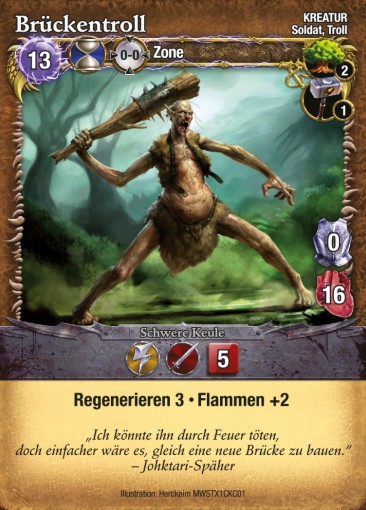 Brückentroll
KREATUR
Soldat, Troll
13
0-0 Zone
2
1
0
16
Schwere Keule
5
Regenerieren 3 • Flammen +2
„Ich könnte ihn durch Feuer töten,
doch einfacher wäre es, gleich eine neue Brücke zu bauen.“
– Johktari-Späher
Illustration: Herckeim MWSTX1CKC01